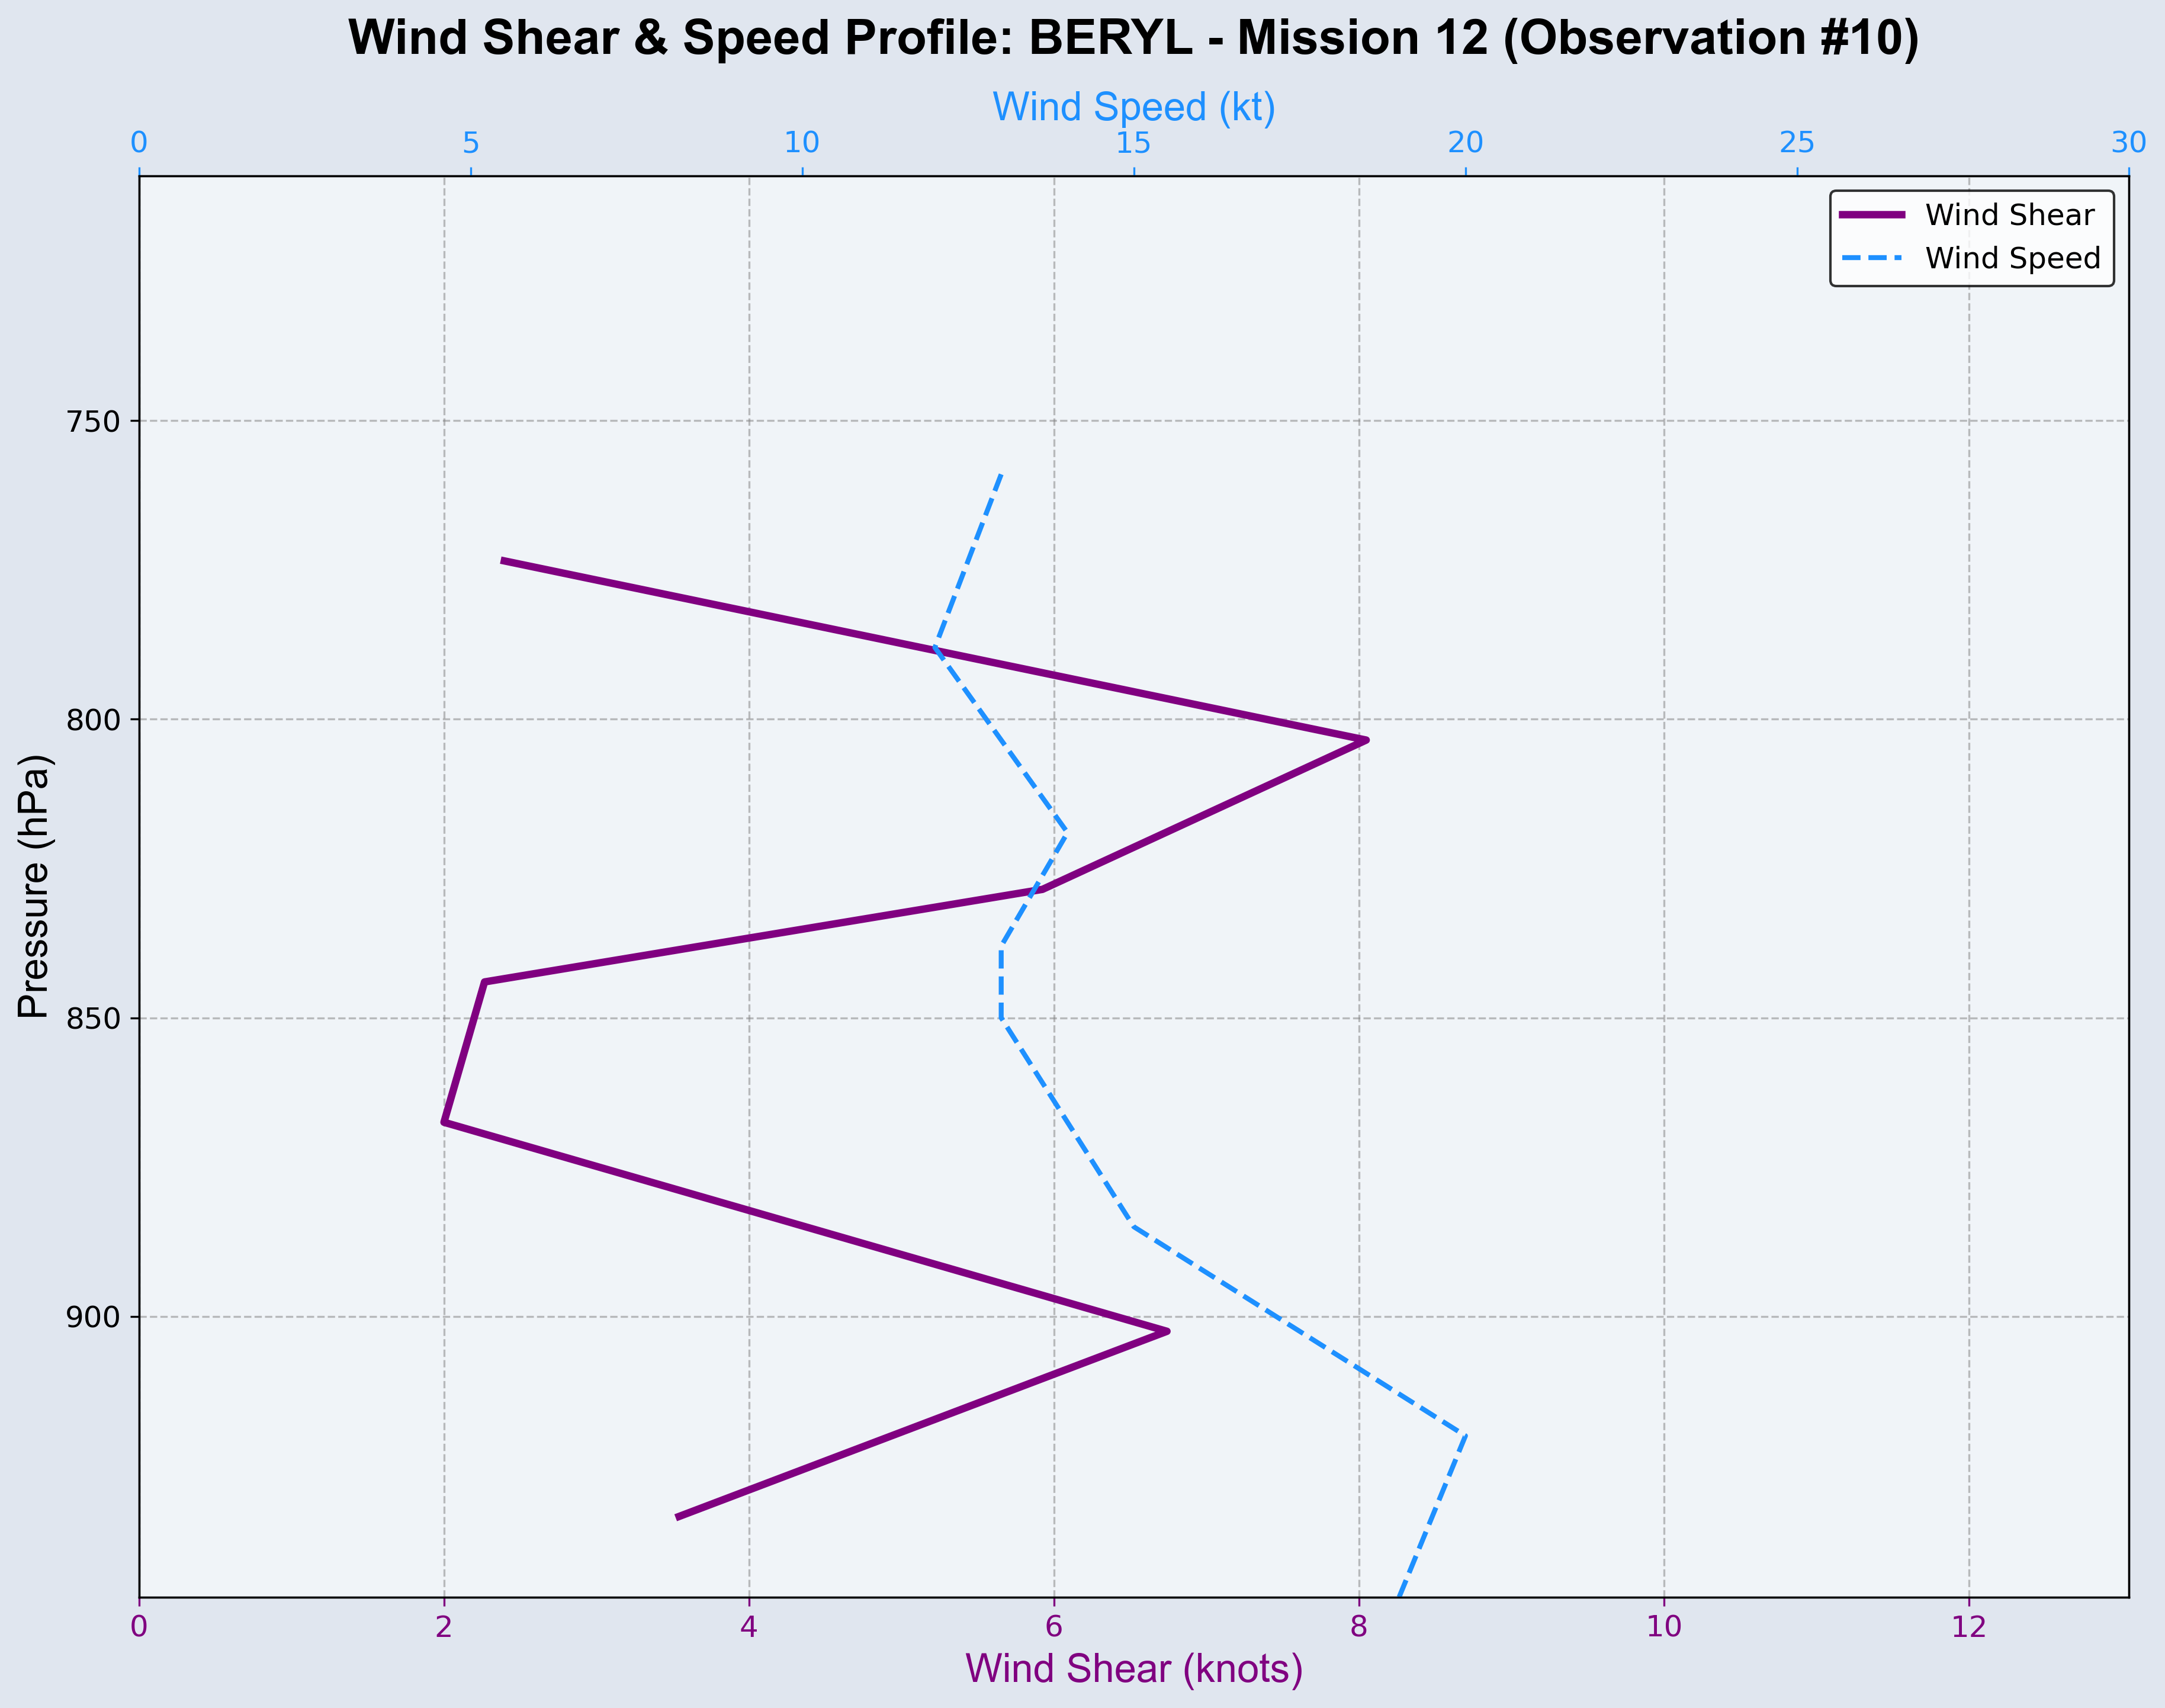 Wind Shear & Speed Profile: BERYL - Mission 12 (Observation #10)
Wind Speed (kt)
0 5 10 15 20 25 30
Wind Shear
Wind Speed
750
800
850
900
Pressure (hPa)
0 2 4 6 8 10 12
Wind Shear (knots)